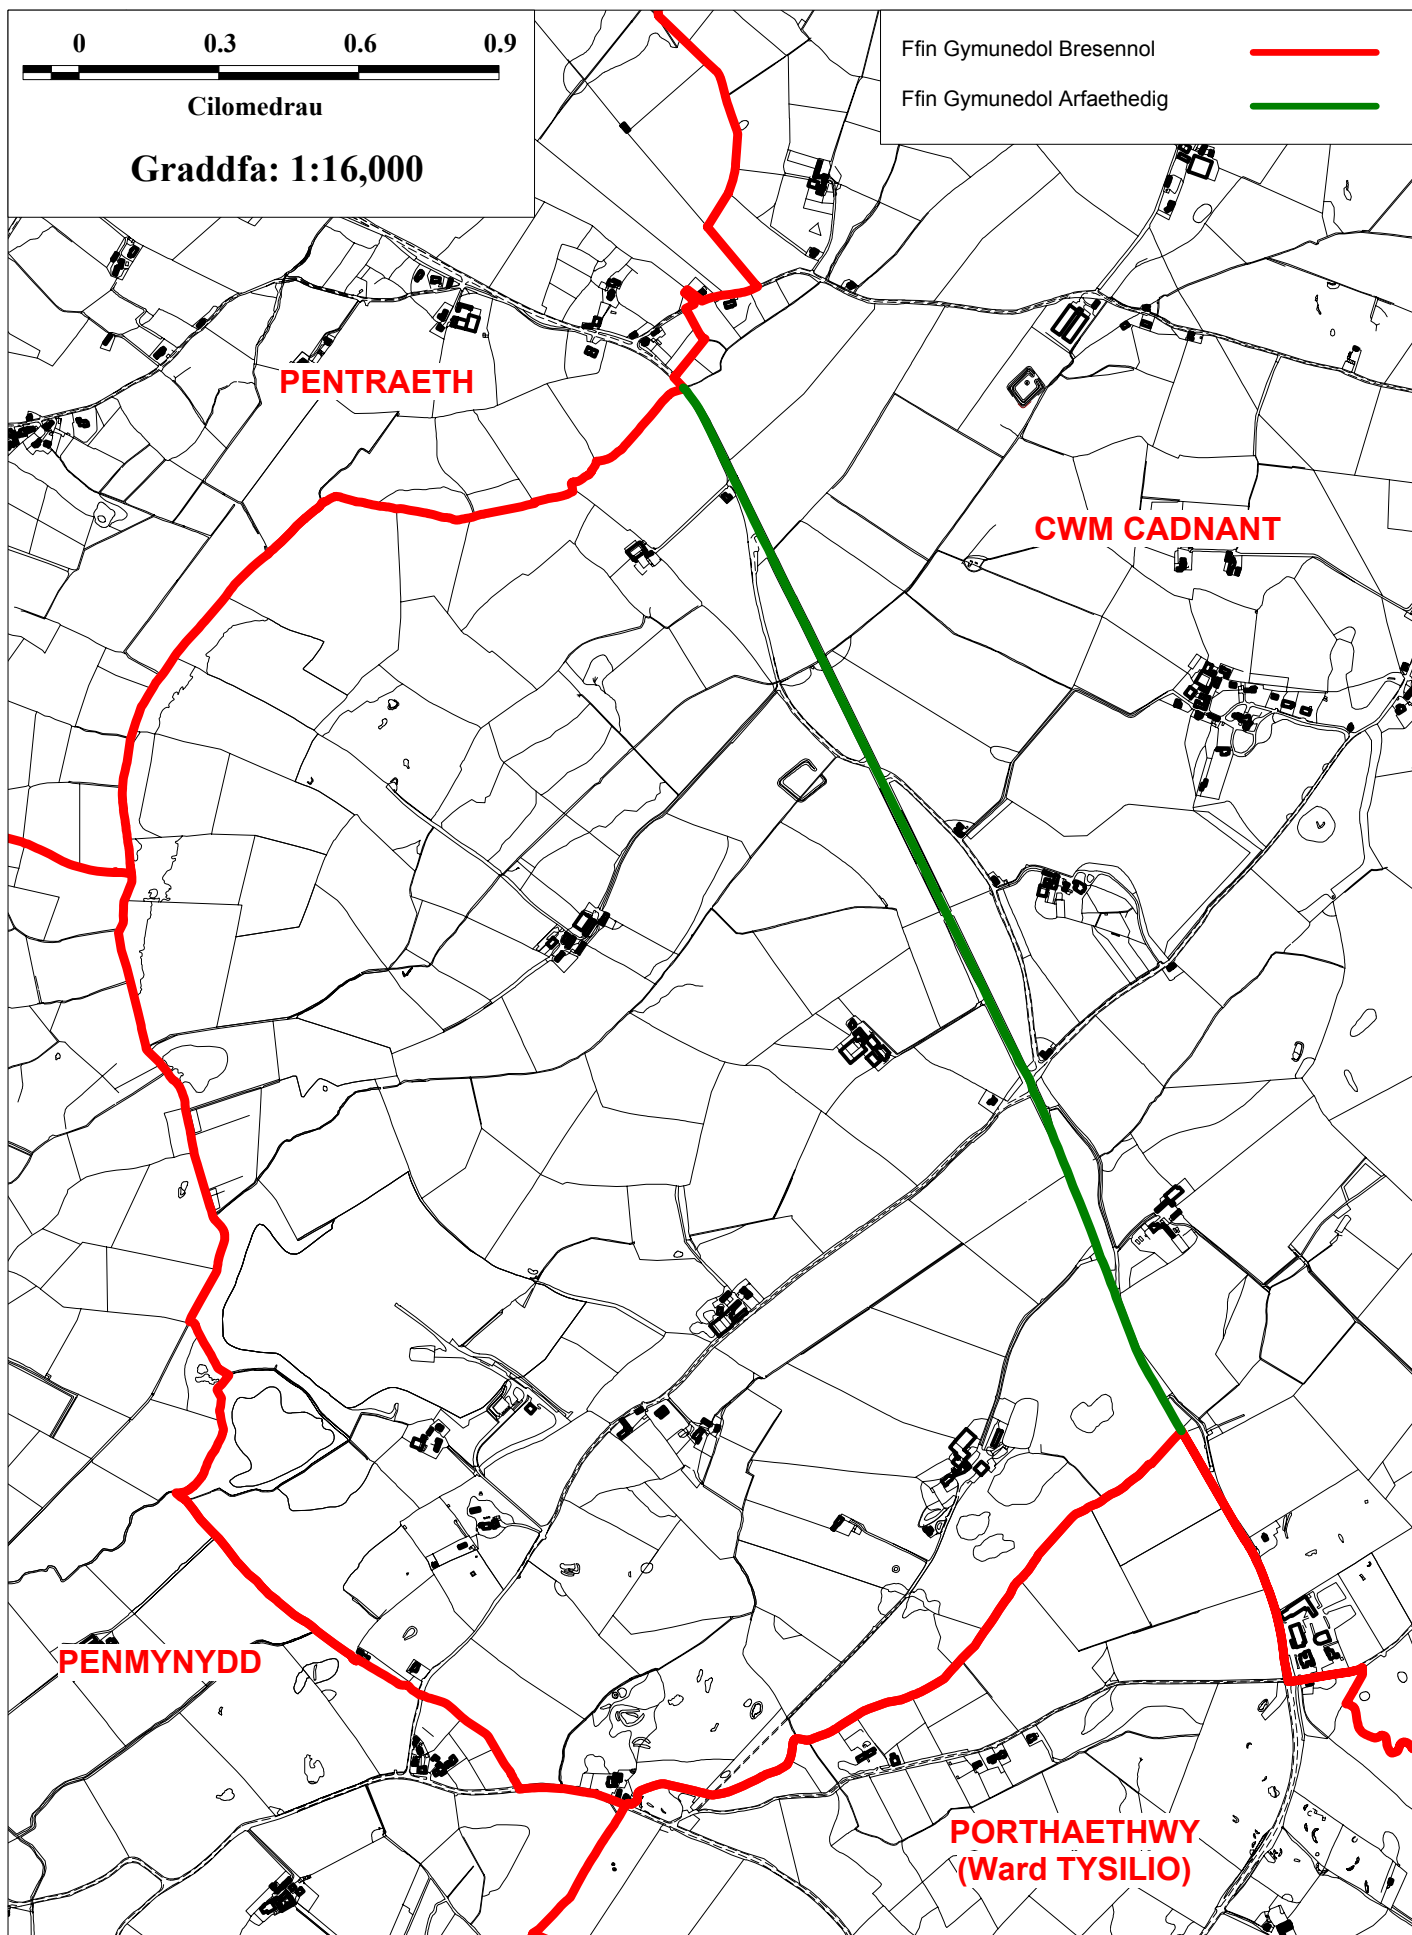 0 0.3 0.6 0.9
Cilomedrau
Graddfa: 1:16,000
Ffin Gymunedol Bresennol
Ffin Gymunedol Arfaethedig
PENTRAETH
CWM CADNANT
PENMYNYDD
PORTHAETHWY
(Ward TYSILIO)